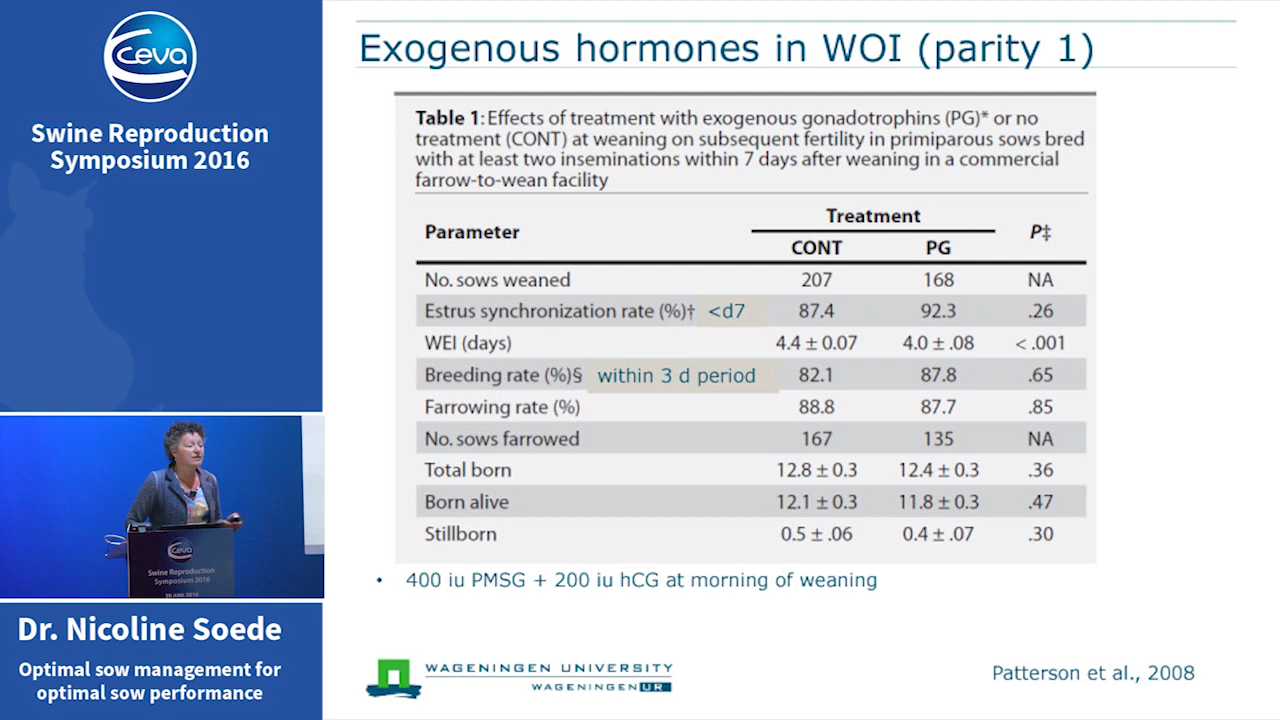 ceva
Swine Reproduction
Symposium 2016
Exogenous hormones in WOI (parity 1)
Table 1: Effects of treatment with exogenous gonadotrophins (PG)* or no
treatment (CONT) at weaning on subsequent fertility in primiparous sows bred
with at least two inseminations within 7 days after weaning in a commercial
farrow-to-wean facility
Treatment
Parameter CONT PG P‡
No. sows weaned 207 168 NA
Estrus synchronization rate (%)† <d7 87.4 92.3 .26
WEI (days) 4.4 ± 0.07 4.0 ± .08 < .001
Breeding rate (%)§ within 3 d period 82.1 87.8 .65
Farrowing rate (%) 88.8 87.7 .85
No. sows farrowed 167 135 NA
Total born 12.8 ± 0.3 12.4 ± 0.3 .36
Born alive 12.1 ± 0.3 11.8 ± 0.3 .47
Stillborn 0.5 ± .06 0.4 ± .07 .30
• 400 iu PMSG + 200 iu hCG at morning of weaning
ceva
Swine Reproduction
Symposium 2016
30 JUNE 2016
Dr. Nicoline Soede
Optimal sow management for
optimal sow performance
WAGENINGEN UNIVERSITY
WAGENINGEN UR
Patterson et al., 2008